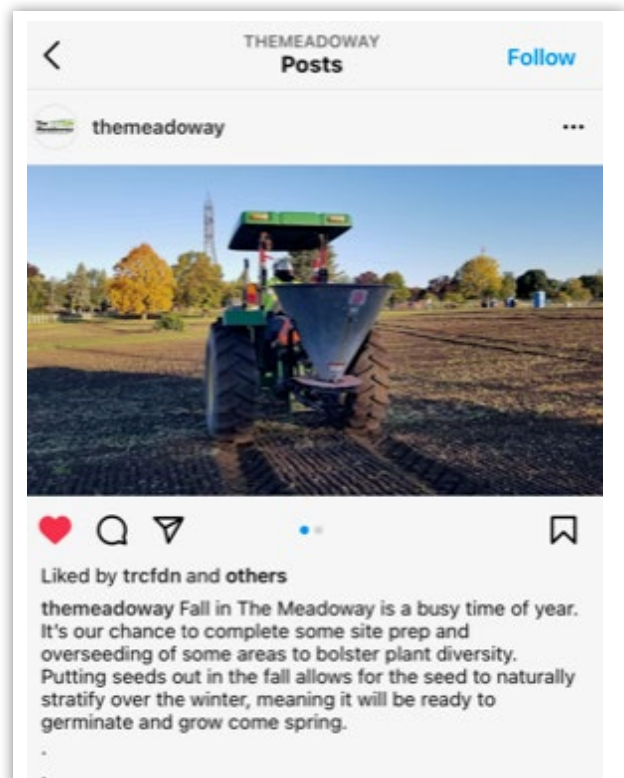 THEMEADOWAY
Posts
Follow
themeadoway
Liked by trcfdn and others
themeadoway Fall in The Meadoway is a busy time of year.
It's our chance to complete some site prep and
overseeding of some areas to bolster plant diversity.
Putting seeds out in the fall allows for the seed to naturally
stratify over the winter, meaning it will be ready to
germinate and grow come spring.
.
.